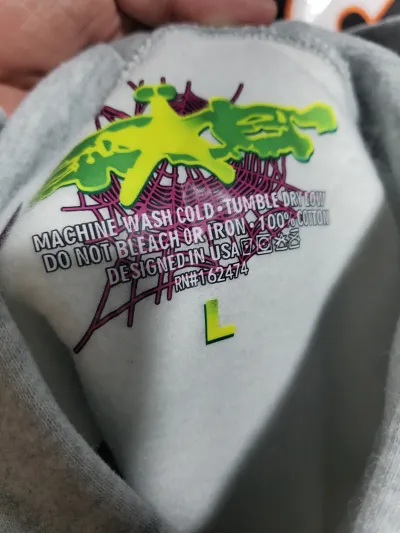 MACHINE WASH COLD • TUMBLE DRY LOW
DO NOT BLEACH OR IRON • 100% COTTON
DESIGNED IN USA
RN#162474
L